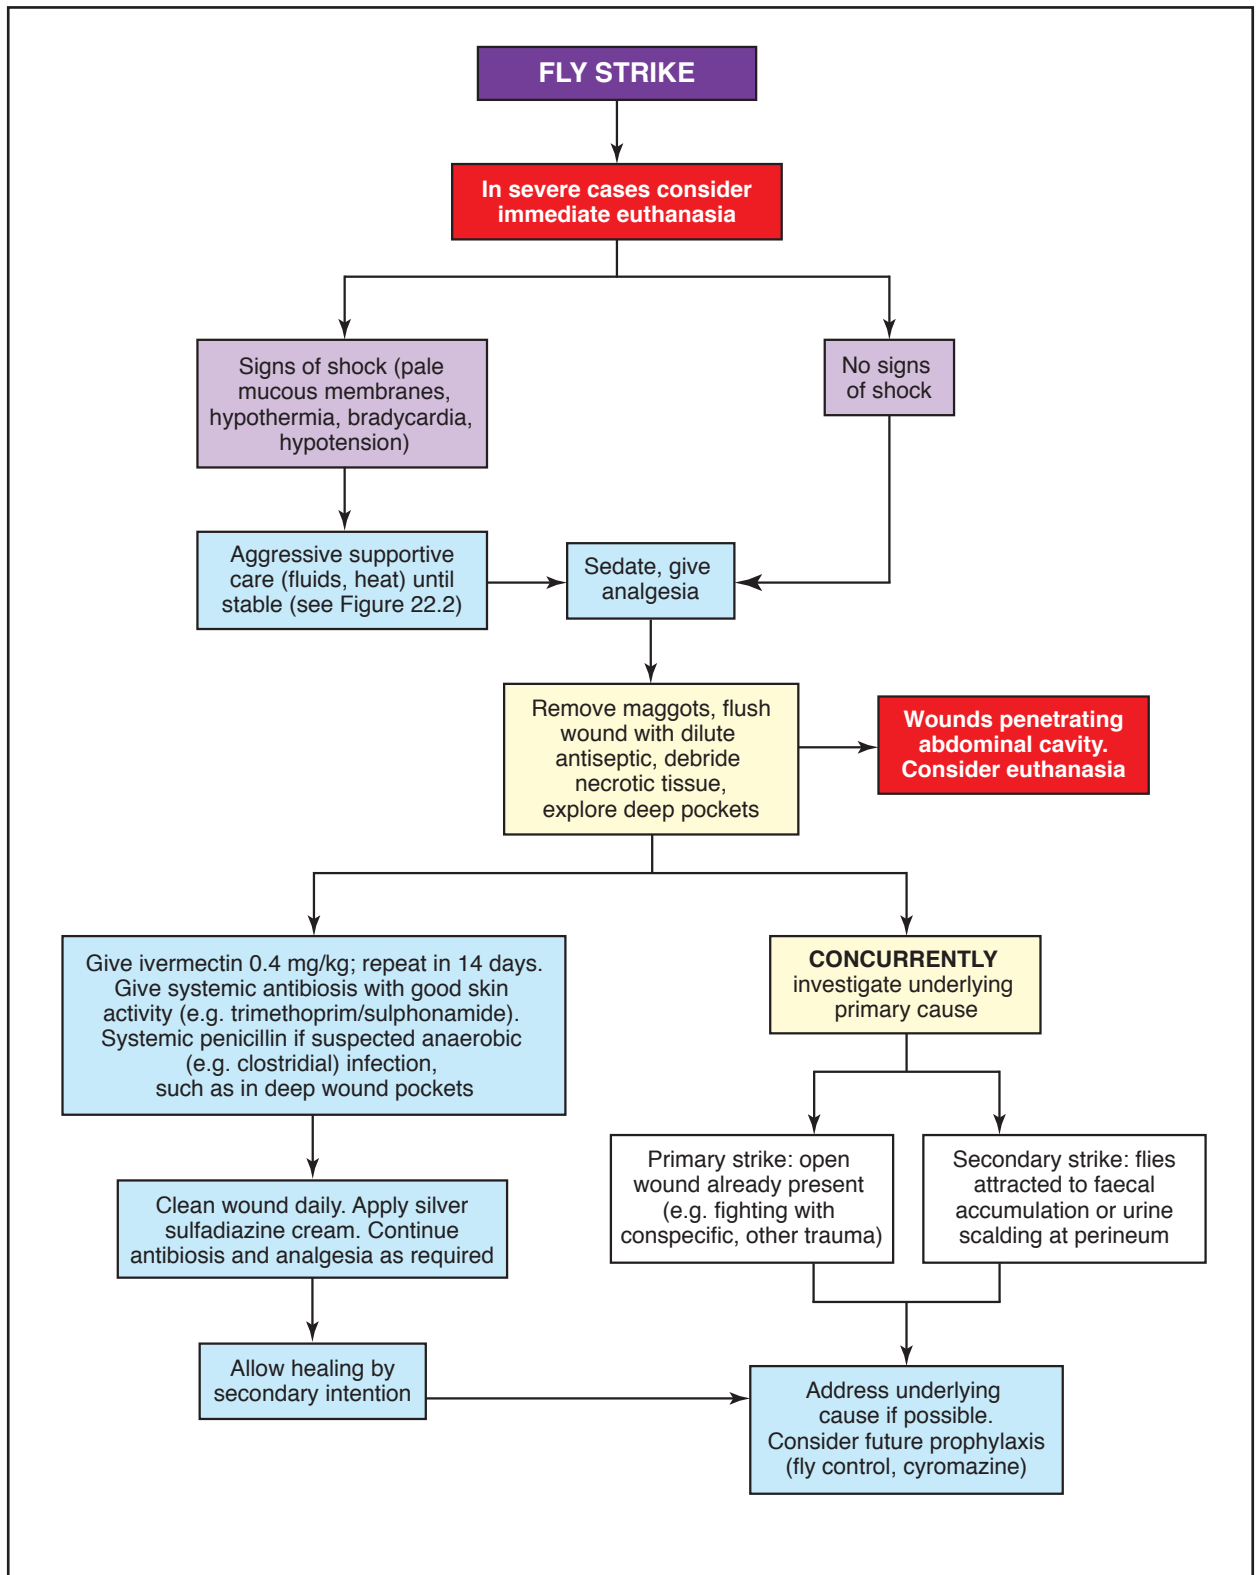 FLY STRIKE
In severe cases consider
immediate euthanasia
Signs of shock (pale
mucous membranes,
hypothermia, bradycardia,
hypotension)
No signs
of shock
Aggressive supportive
care (fluids, heat) until
stable (see Figure 22.2)
Sedate, give
analgesia
Remove maggots, flush
wound with dilute
antiseptic, debride
necrotic tissue,
explore deep pockets
Wounds penetrating
abdominal cavity.
Consider euthanasia
Give ivermectin 0.4 mg/kg; repeat in 14 days.
Give systemic antibiosis with good skin
activity (e.g. trimethoprim/sulphonamide).
Systemic penicillin if suspected anaerobic
(e.g. clostridial) infection,
such as in deep wound pockets
CONCURRENTLY
investigate underlying
primary cause
Primary strike: open
wound already present
(e.g. fighting with
conspecific, other trauma)
Secondary strike: flies
attracted to faecal
accumulation or urine
scalding at perineum
Clean wound daily. Apply silver
sulfadiazine cream. Continue
antibiosis and analgesia as required
Allow healing by
secondary intention
Address underlying
cause if possible.
Consider future prophylaxis
(fly control, cyromazine)